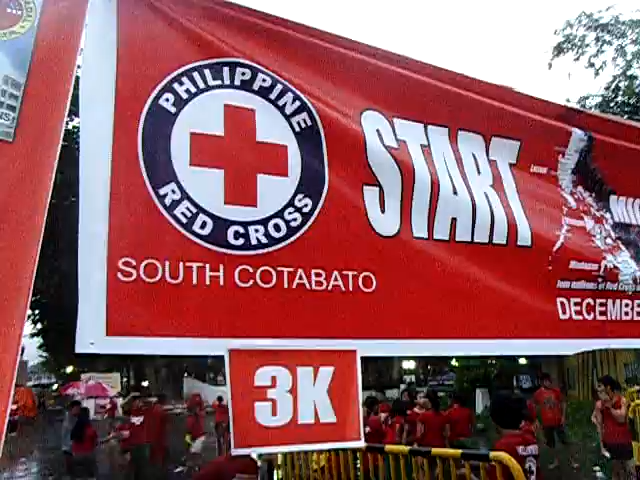 PHILIPPINE
RED CROSS
SOUTH COTABATO
START
DECEMBE
3K